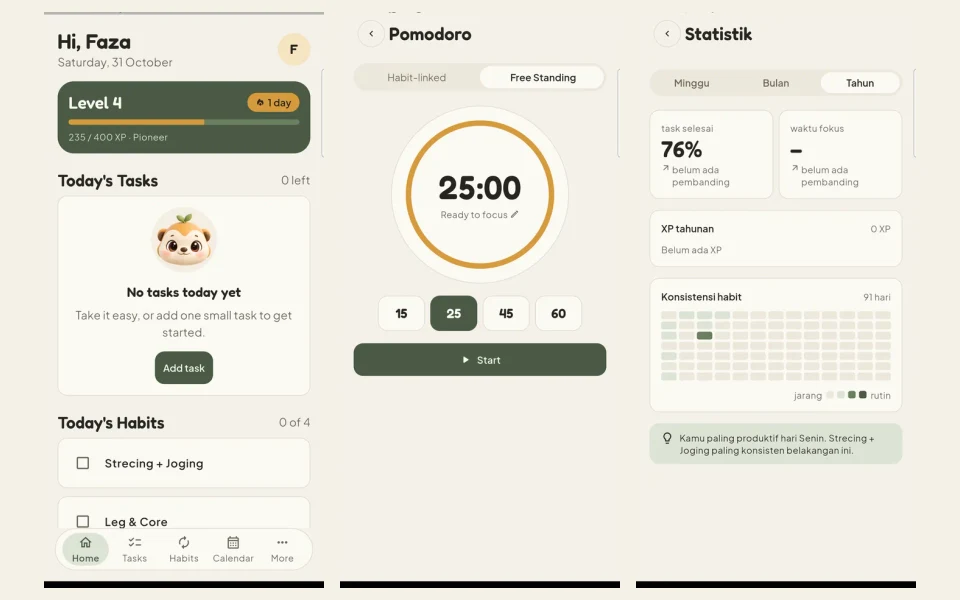 Hi, Faza
Saturday, 31 October
F
Level 4
1 day
235 / 400 XP · Pioneer
Today's Tasks
0 left
No tasks today yet
Take it easy, or add one small task to get
started.
Add task
Today's Habits
0 of 4
Strecing + Joging
Leg & Core
Home
Tasks
Habits
Calendar
More
Pomodoro
Habit-linked
Free Standing
25:00
Ready to focus
15
25
45
60
Start
Statistik
Minggu
Bulan
Tahun
task selesai
76%
belum ada
pembanding
waktu fokus
–
belum ada
pembanding
XP tahunan
0 XP
Belum ada XP
Konsistensi habit
91 hari
jarang
rutin
Kamu paling produktif hari Senin. Strecing +
Joging paling konsisten belakangan ini.